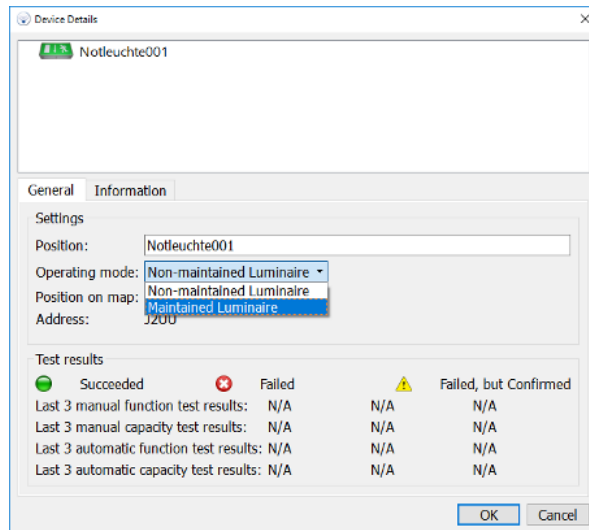 Device Details
Notleuchte001
General Information
Settings
Position: Notleuchte001
Operating mode: Non-maintained Luminaire
Non-maintained Luminaire
Position on map: Maintained Luminaire
Address: J200
Test results
Succeeded Failed Failed, but Confirmed
Last 3 manual function test results: N/A N/A N/A
Last 3 manual capacity test results: N/A N/A N/A
Last 3 automatic function test results: N/A N/A N/A
Last 3 automatic capacity test results: N/A N/A N/A
OK Cancel